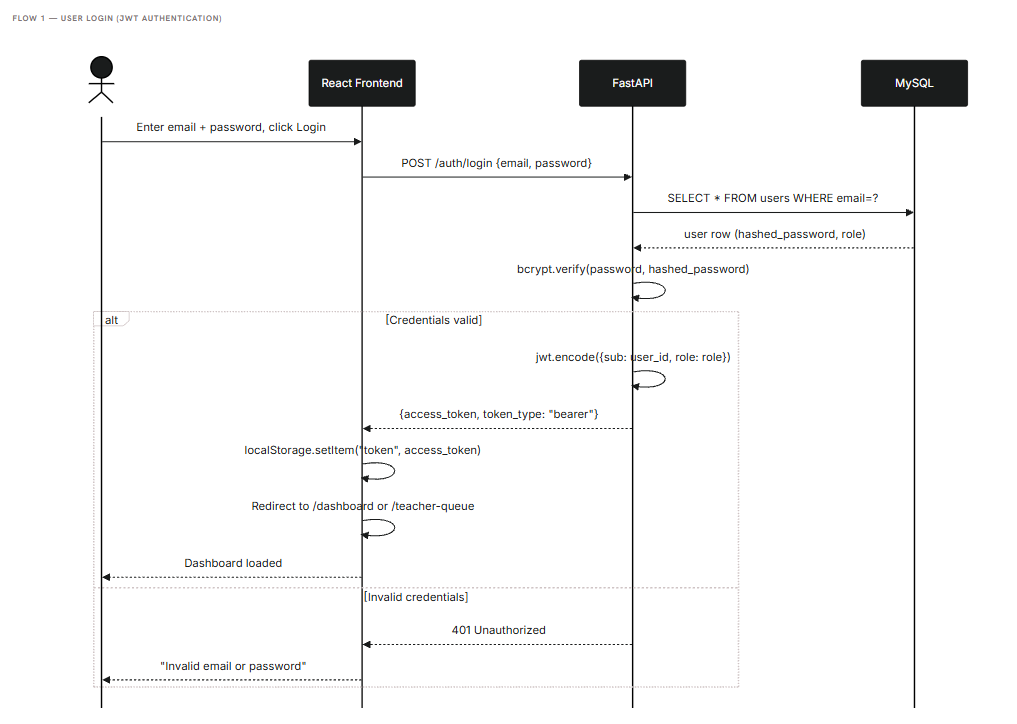 FLOW 1 — USER LOGIN (JWT AUTHENTICATION)
React Frontend
FastAPI
MySQL
Enter email + password, click Login
POST /auth/login {email, password}
SELECT * FROM users WHERE email=?
user row (hashed_password, role)
bcrypt.verify(password, hashed_password)
alt
[Credentials valid]
jwt.encode({sub: user_id, role: role})
{access_token, token_type: "bearer"}
localStorage.setItem("token", access_token)
Redirect to /dashboard or /teacher-queue
Dashboard loaded
[Invalid credentials]
401 Unauthorized
"Invalid email or password"